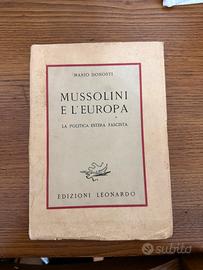 MARIO DONOSTI
MUSSOLINI
E L'EUROPA
LA POLITICA ESTERA FASCISTA
EDIZIONI LEONARDO
subito